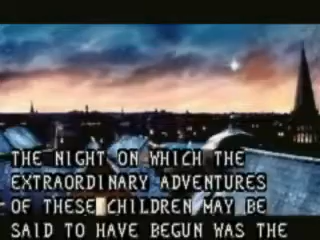 THE NIGHT ON WHICH THE
EXTRAORDINARY ADVENTURES
OF THESE CHILDREN MAY BE
SAID TO HAVE BEGUN WAS THE